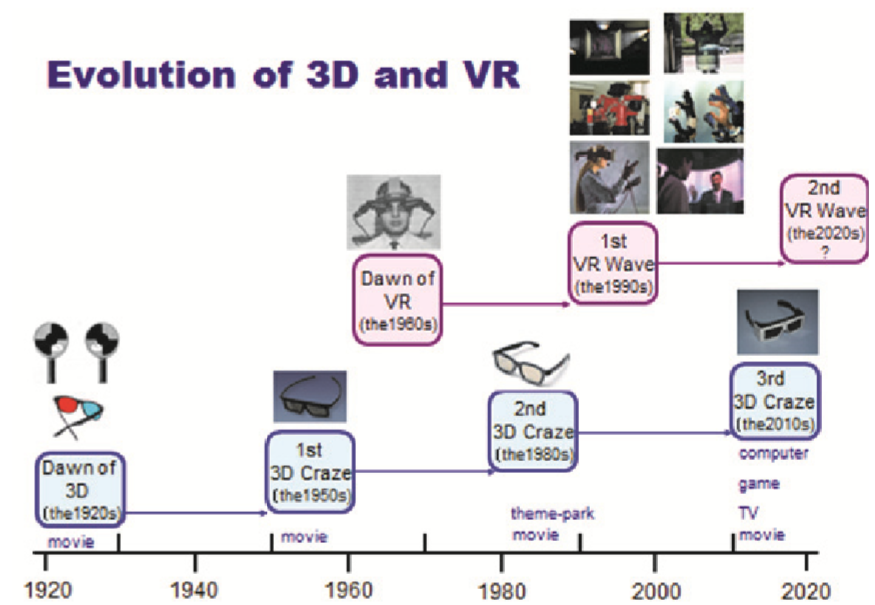 Evolution of 3D and VR
2nd
VR Wave
(the2020s)
?
1st
VR Wave
(the1990s)
Dawn of
VR
(the1960s)
3rd
3D Craze
(the2010s)
2nd
3D Craze
(the1980s)
1st
3D Craze
(the1950s)
Dawn of
3D
(the1920s)
computer
game
theme-park
TV
movie
movie
movie
movie
1920
1940
1960
1980
2000
2020